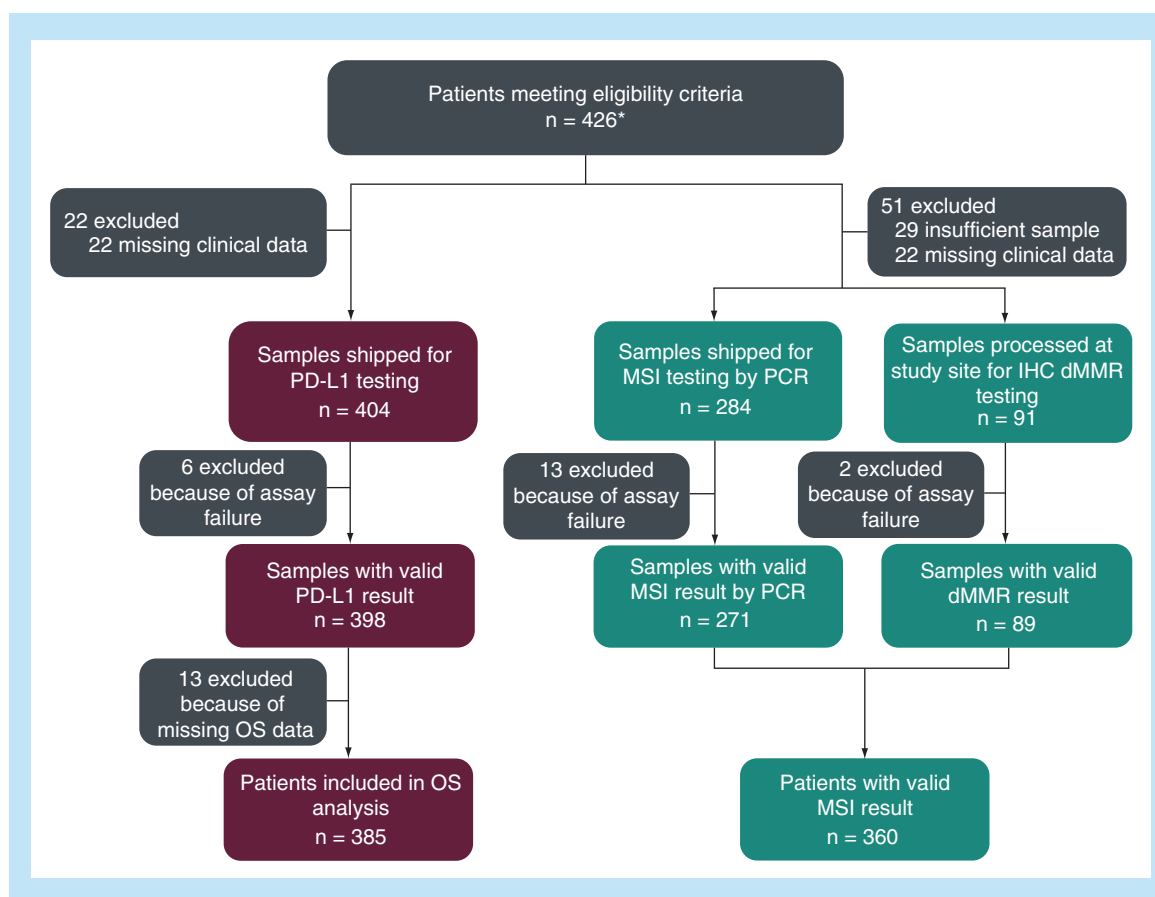 Patients meeting eligibility criteria
n = 426*
22 excluded
22 missing clinical data
51 excluded
29 insufficient sample
22 missing clinical data
Samples shipped for
PD-L1 testing
n = 404
Samples shipped for
MSI testing by PCR
n = 284
Samples processed at
study site for IHC dMMR
testing
n = 91
6 excluded
because of assay
failure
13 excluded
because of assay
failure
2 excluded
because of assay
failure
Samples with valid
PD-L1 result
n = 398
Samples with valid
MSI result by PCR
n = 271
Samples with valid
dMMR result
n = 89
13 excluded
because of
missing OS data
Patients included in OS
analysis
n = 385
Patients with valid
MSI result
n = 360